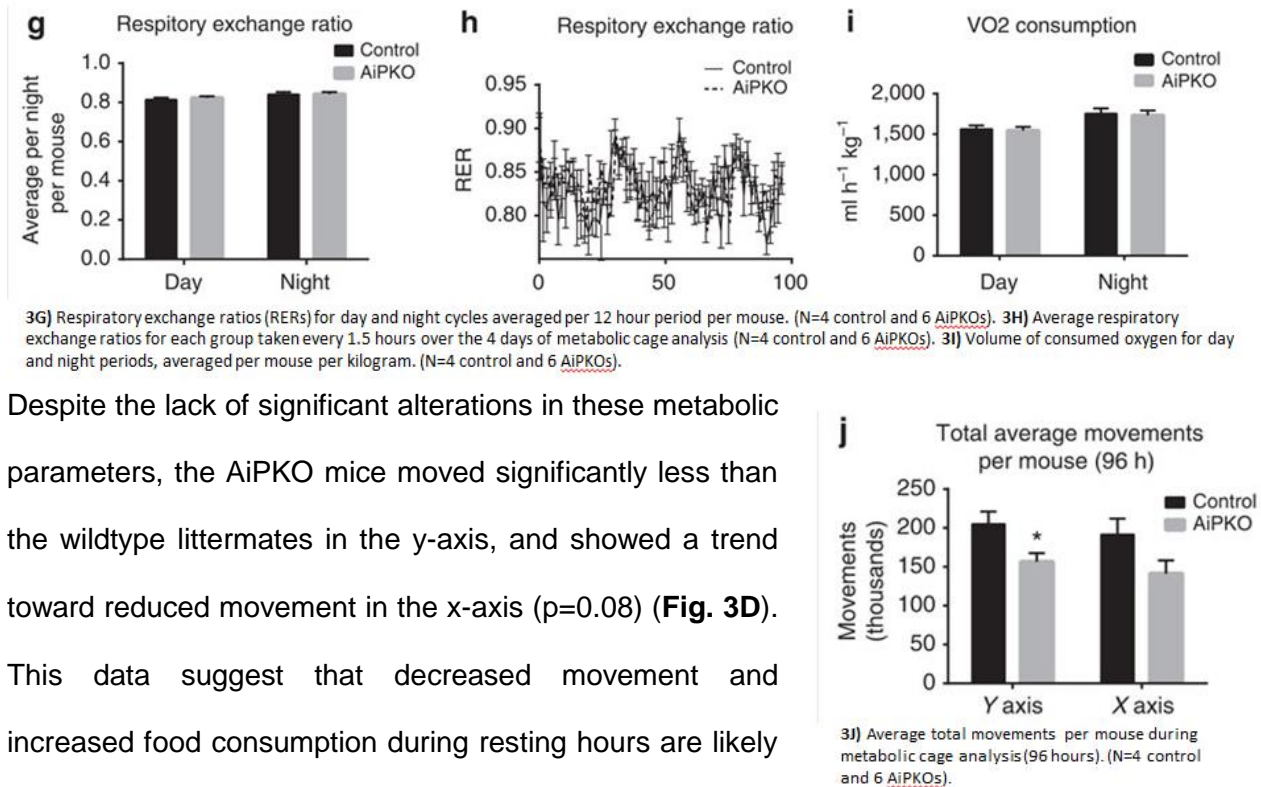 g
Respitory exchange ratio
Control
AiPKO
Average per night
per mouse
1.0
0.8
0.6
0.4
0.2
0.0
Day
Night
h
Respitory exchange ratio
Control
AiPKO
RER
0.95
0.90
0.85
0.80
0
50
100
i
VO2 consumption
Control
AiPKO
ml h⁻¹ kg⁻¹
2,000
1,500
1,000
500
0
Day
Night
3G) Respiratory exchange ratios (RERs) for day and night cycles averaged per 12 hour period per mouse. (N=4 control and 6 AiPKOs). 3H) Average respiratory
exchange ratios for each group taken every 1.5 hours over the 4 days of metabolic cage analysis (N=4 control and 6 AiPKOs). 3I) Volume of consumed oxygen for day
and night periods, averaged per mouse per kilogram. (N=4 control and 6 AiPKOs).
Despite the lack of significant alterations in these metabolic
parameters, the AiPKO mice moved significantly less than
the wildtype littermates in the y-axis, and showed a trend
toward reduced movement in the x-axis (p=0.08) (Fig. 3D).
This data suggest that decreased movement and
increased food consumption during resting hours are likely
j
Total average movements
per mouse (96 h)
Control
AiPKO
Movements
(thousands)
250
200
150
100
50
0
*
Y axis
X axis
3J) Average total movements per mouse during
metabolic cage analysis (96 hours). (N=4 control
and 6 AiPKOs).